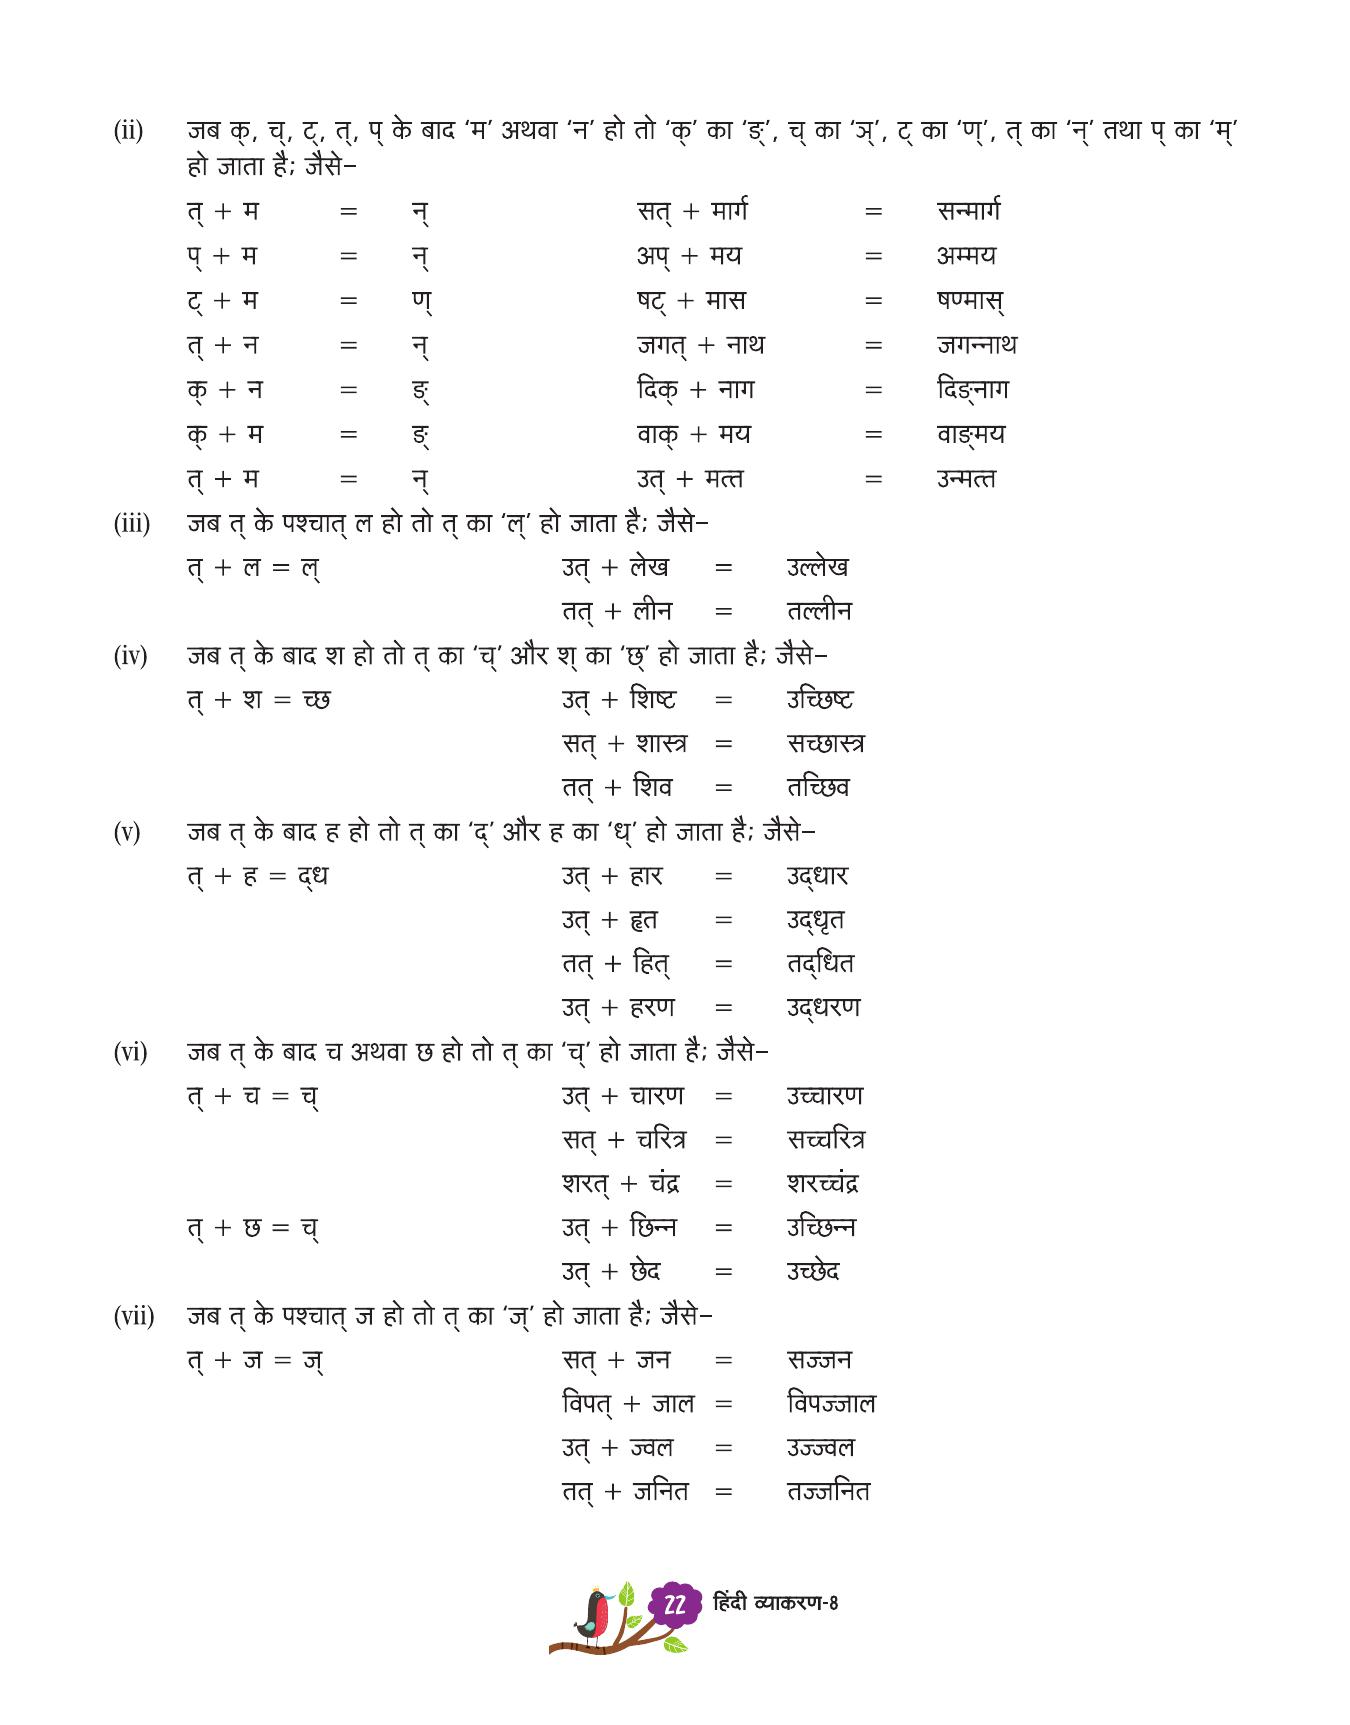 (ii) जब क्, च्, ट्, त्, प् के बाद ‘म’ अथवा ‘न’ हो तो ‘क्’ का ‘ङ्’, च् का ‘ञ्’, ट् का ‘ण्’, त् का ‘न्’ तथा प् का ‘म्’
हो जाता है; जैसे–
त् + म = न् सत् + मार्ग = सन्मार्ग
प् + म = न् अप् + मय = अम्मय
ट् + म = ण् षट् + मास = षण्मास्
त् + न = न् जगत् + नाथ = जगन्नाथ
क् + न = ङ् दिक् + नाग = दिङ्नाग
क् + म = ङ् वाक् + मय = वाङ्मय
त् + म = न् उत् + मत्त = उन्मत्त
(iii) जब त् के पश्चात् ल हो तो त् का ‘ल्’ हो जाता है; जैसे–
त् + ल = ल् उत् + लेख = उल्लेख
तत् + लीन = तल्लीन
(iv) जब त् के बाद श हो तो त् का ‘च्’ और श् का ‘छ्’ हो जाता है; जैसे–
त् + श = च्छ उत् + शिष्ट = उच्छिष्ट
सत् + शास्त्र = सच्छास्त्र
तत् + शिव = तच्छिव
(v) जब त् के बाद ह हो तो त् का ‘द्’ और ह का ‘ध्’ हो जाता है; जैसे–
त् + ह = द्ध उत् + हार = उद्धार
उत् + हृत = उद्धृत
तत् + हित् = तद्धित
उत् + हरण = उद्धरण
(vi) जब त् के बाद च अथवा छ हो तो त् का ‘च्’ हो जाता है; जैसे–
त् + च = च् उत् + चारण = उच्चारण
सत् + चरित्र = सच्चरित्र
शरत् + चंद्र = शरच्चंद्र
त् + छ = च् उत् + छिन्न = उच्छिन्न
उत् + छेद = उच्छेद
(vii) जब त् के पश्चात् ज हो तो त् का ‘ज्’ हो जाता है; जैसे–
त् + ज = ज् सत् + जन = सज्जन
विपत् + जाल = विपज्जाल
उत् + ज्वल = उज्ज्वल
तत् + जनित = तज्जनित
22 हिंदी व्याकरण-8